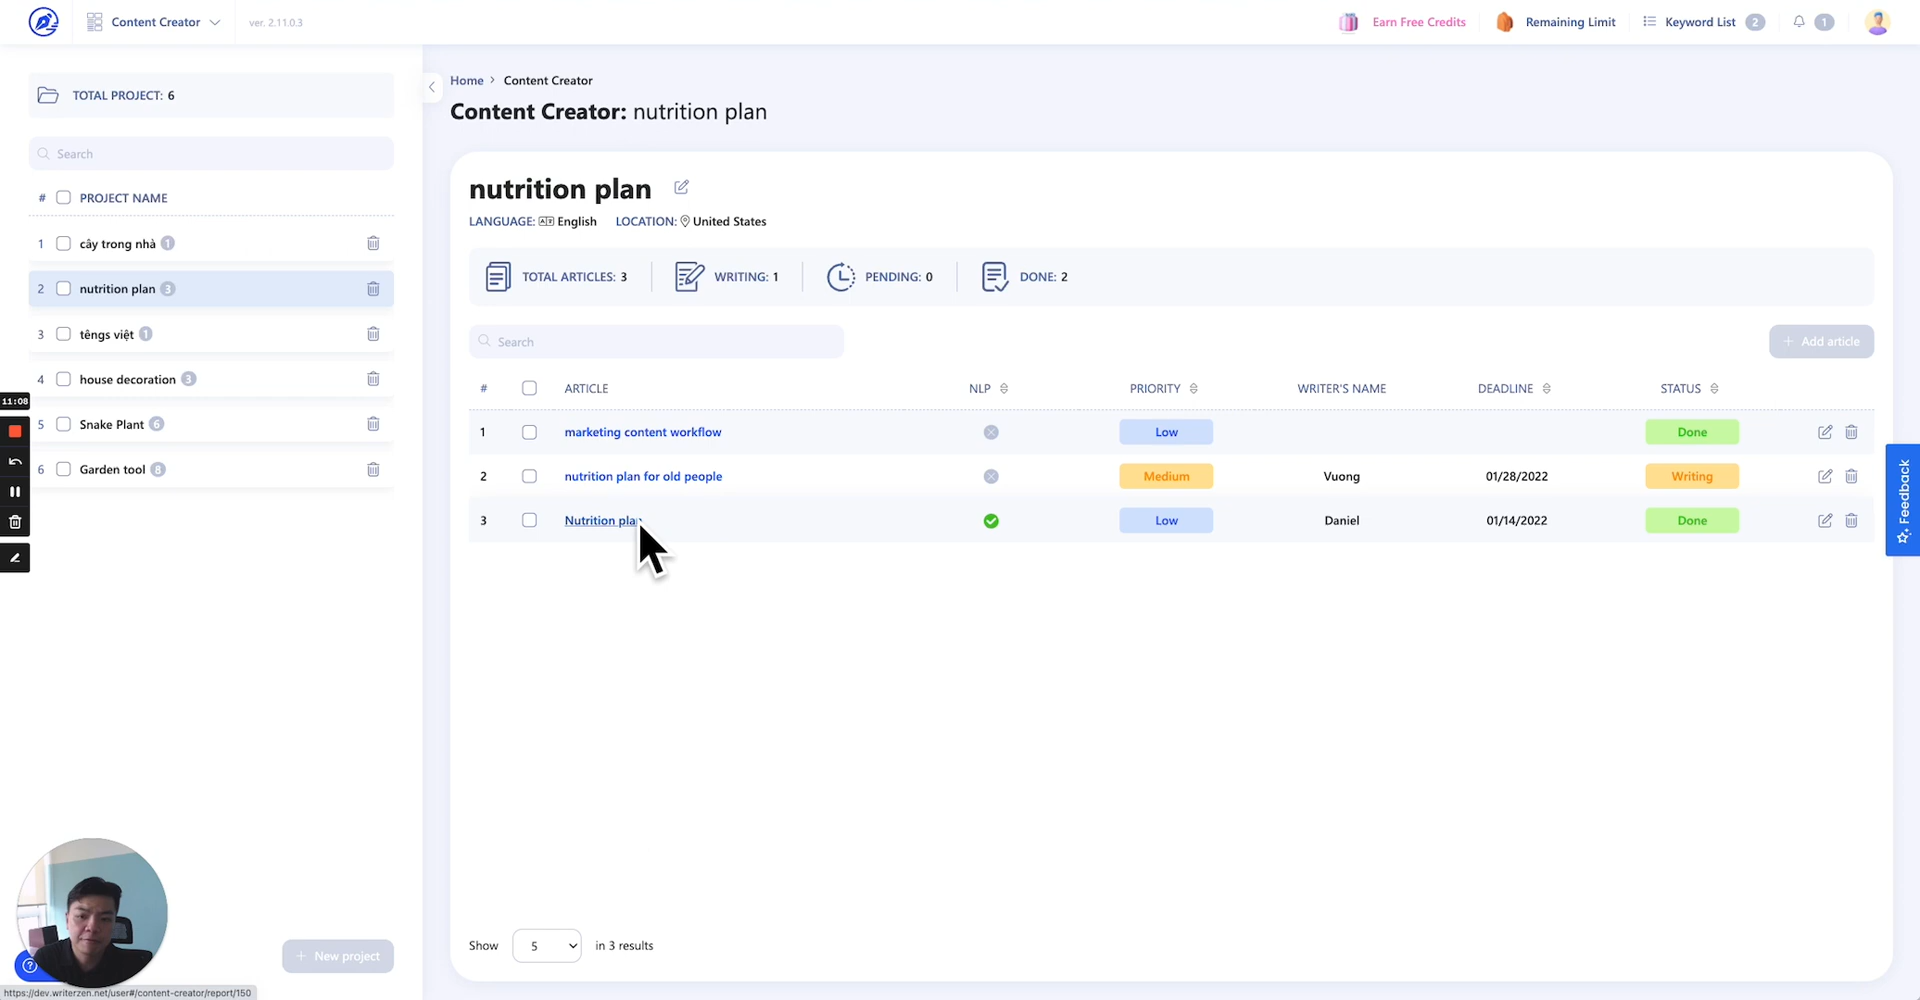 Content Creator
ver. 2.11.0.3
Earn Free Credits
Remaining Limit
Keyword List 2
1
TOTAL PROJECT: 6
Search
# PROJECT NAME
1 cây trong nhà 1
2 nutrition plan 3
3 têngs việt 1
4 house decoration 3
5 Snake Plant 6
6 Garden tool 8
New project
11:08
Home > Content Creator
Content Creator: nutrition plan
nutrition plan
LANGUAGE: English LOCATION: United States
TOTAL ARTICLES: 3 WRITING: 1 PENDING: 0 DONE: 2
Search
+ Add article
# ARTICLE NLP PRIORITY WRITER'S NAME DEADLINE STATUS
1 marketing content workflow Low Done
2 nutrition plan for old people Medium Vuong 01/28/2022 Writing
3 Nutrition plan Low Daniel 01/14/2022 Done
Show 5 in 3 results
Feedback
https://dev.writerzen.net/user#/content-creator/report/150